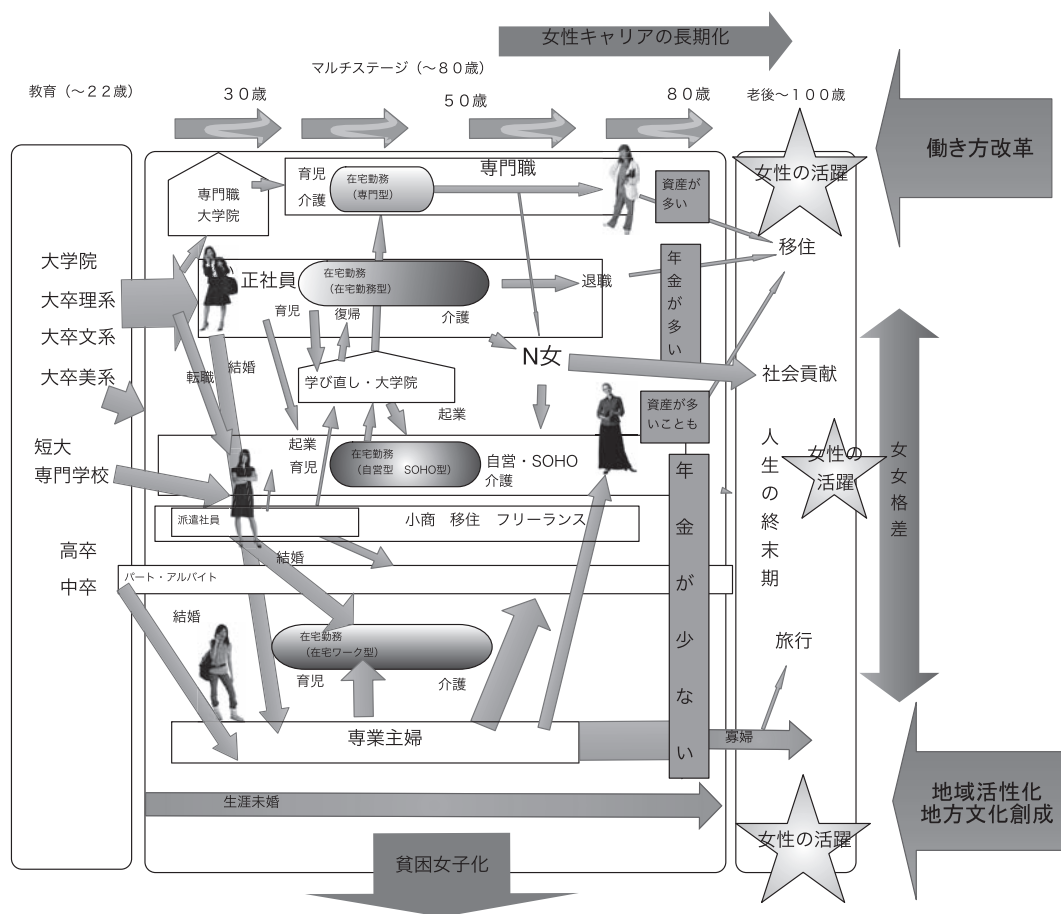 女性キャリアの長期化
マルチステージ（〜８０歳）
教育（〜２２歳）
３０歳
５０歳
８０歳
老後〜１００歳
働き方改革
女性の活躍
専門職
大学院
育児
介護
在宅勤務
（専門型）
専門職
資産が
多い
移住
大学院
大卒理系
大卒文系
大卒美系
正社員
在宅勤務
（在宅勤務型）
退職
育児
復帰
介護
年金が多い
N女
社会貢献
転職
結婚
学び直し・大学院
起業
資産が多
いことも
短大
専門学校
起業
育児
在宅勤務
（自営型　SOHO型）
自営・SOHO
介護
女性の
活躍
人生の終末期
女女格差
派遣社員
小商　移住　フリーランス
年金が少ない
高卒
中卒
結婚
パート・アルバイト
結婚
在宅勤務
（在宅ワーク型）
育児
介護
旅行
専業主婦
寡婦
生涯未婚
地域活性化
地方文化創成
女性の活躍
貧困女子化